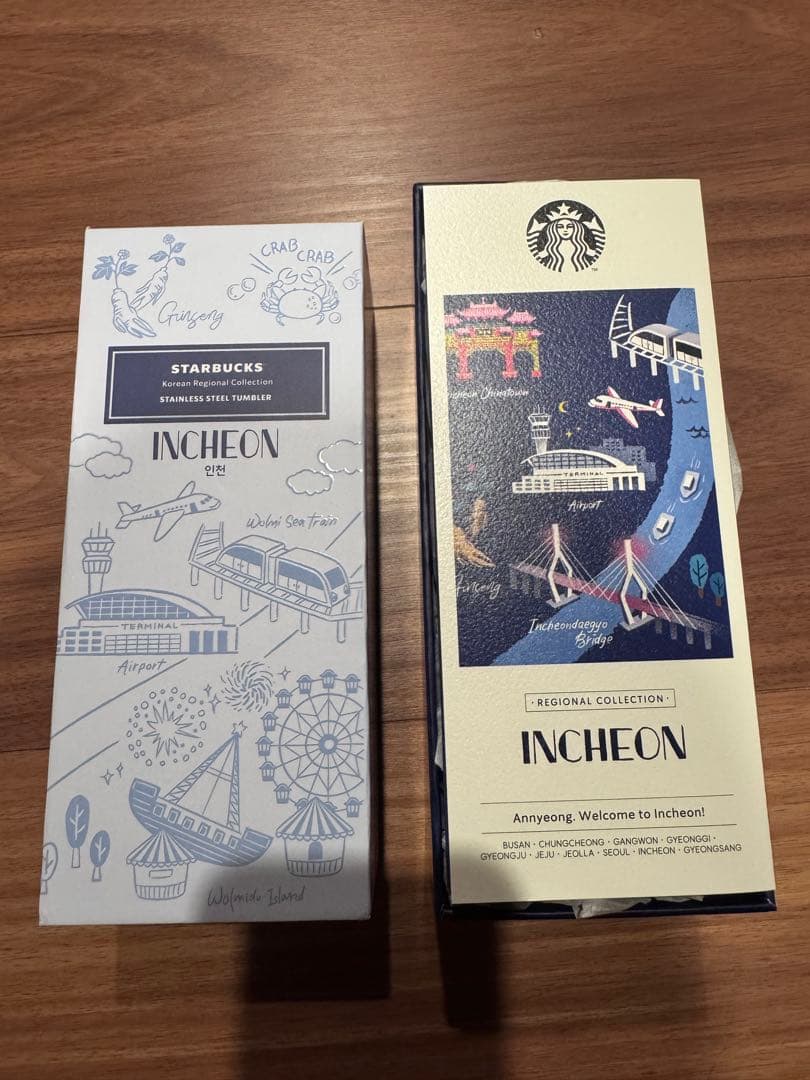 CRAB CRAB
Ginseng
STARBUCKS
Korean Regional Collection
STAINLESS STEEL TUMBLER
INCHEON
인천
Wolmi Sea Train
TERMINAL
Airport
Wolmido Island
TM
Chinatown
TERMINAL
Airport
Incheondaegyo
Bridge
· REGIONAL COLLECTION ·
INCHEON
Annyeong. Welcome to Incheon!
BUSAN · CHUNGCHEONG · GANGWON · GYEONGGI ·
GYEONGJU · JEJU · JEOLLA · SEOUL · INCHEON · GYEONGSANG